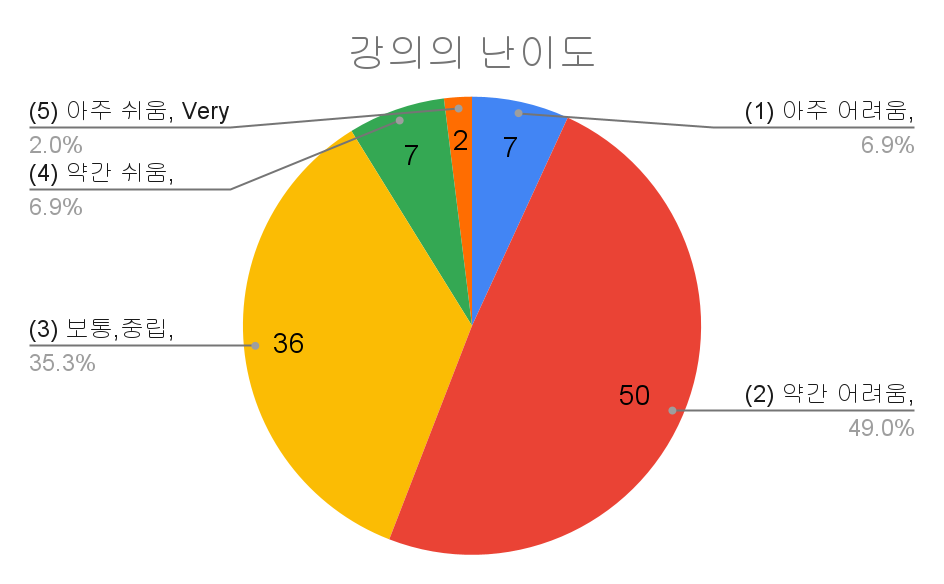 강의의 난이도
(5) 아주 쉬움, Very
2.0%
(4) 약간 쉬움,
6.9%
(3) 보통,중립,
35.3%
(1) 아주 어려움,
6.9%
(2) 약간 어려움,
49.0%
7
2
7
36
50